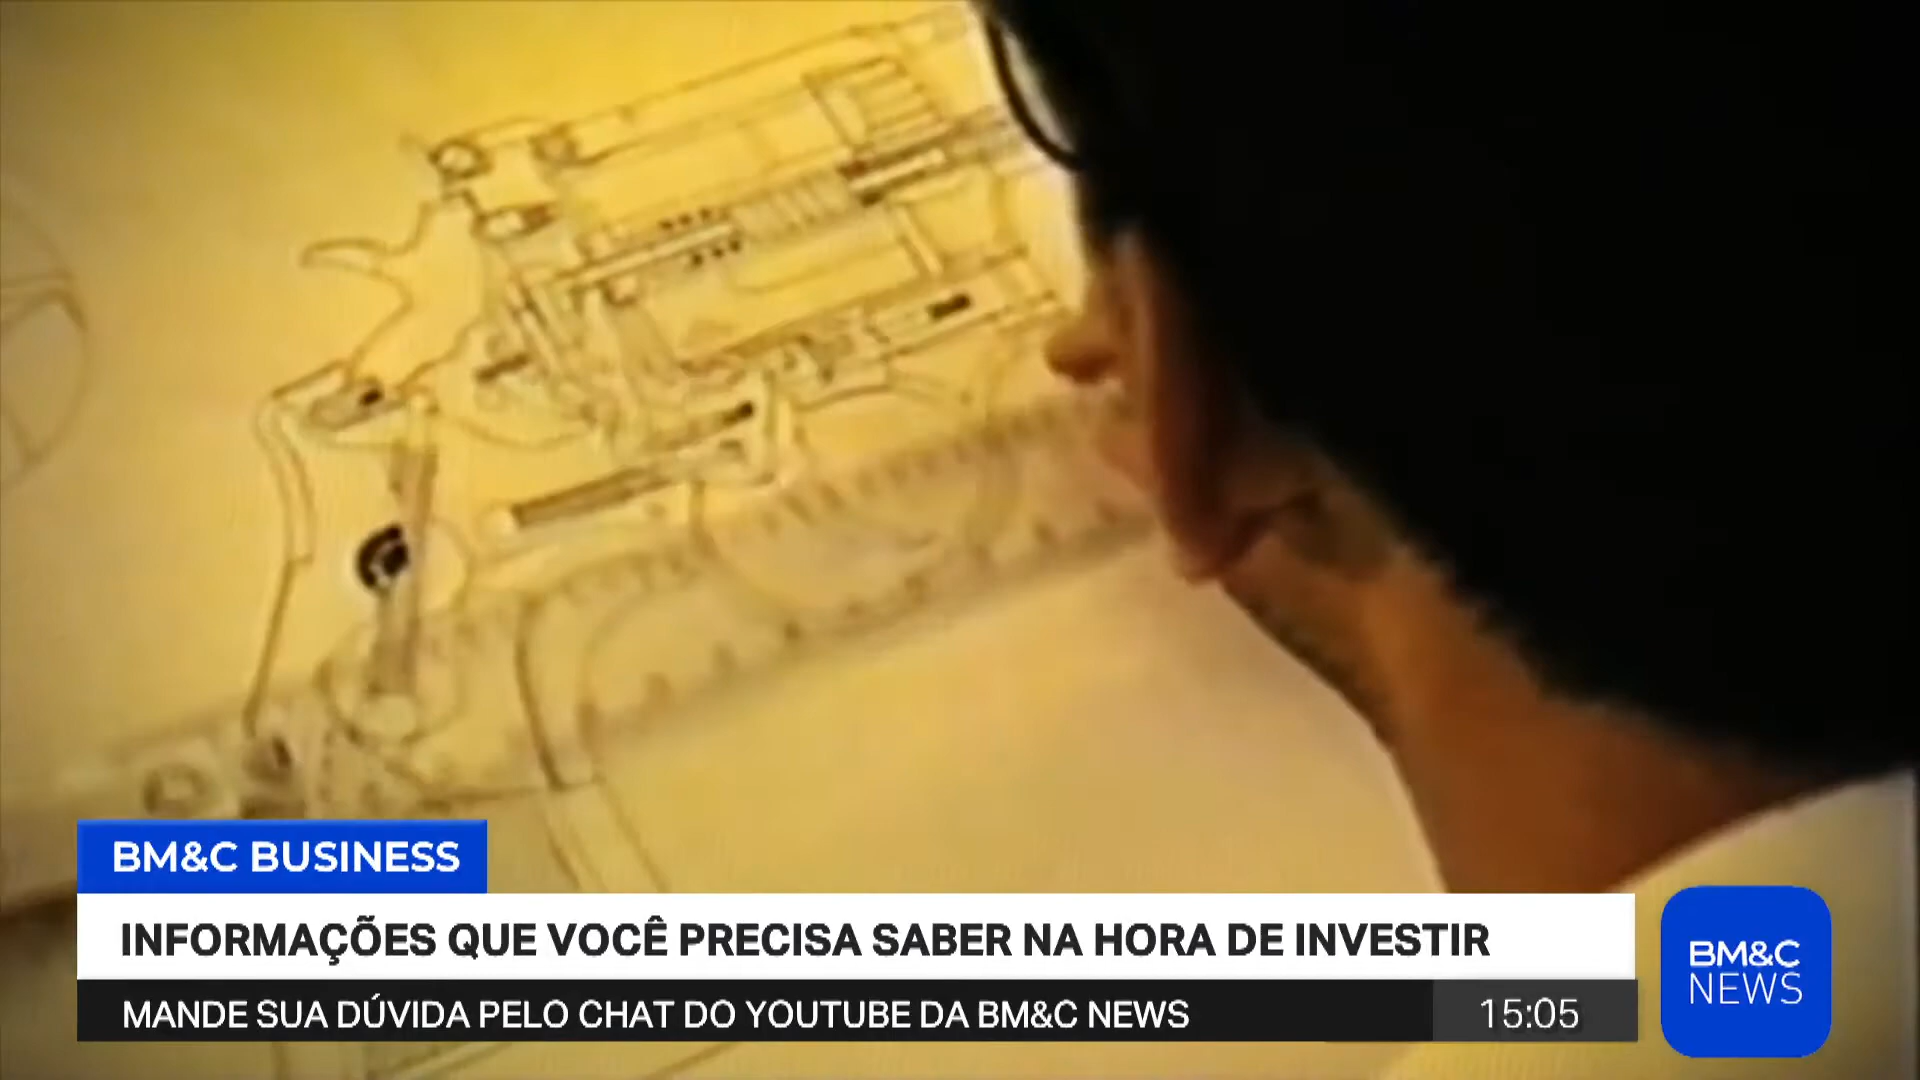 BM&C BUSINESS
INFORMAÇÕES QUE VOCÊ PRECISA SABER NA HORA DE INVESTIR
MANDE SUA DÚVIDA PELO CHAT DO YOUTUBE DA BM&C NEWS
15:05
BM&C
NEWS